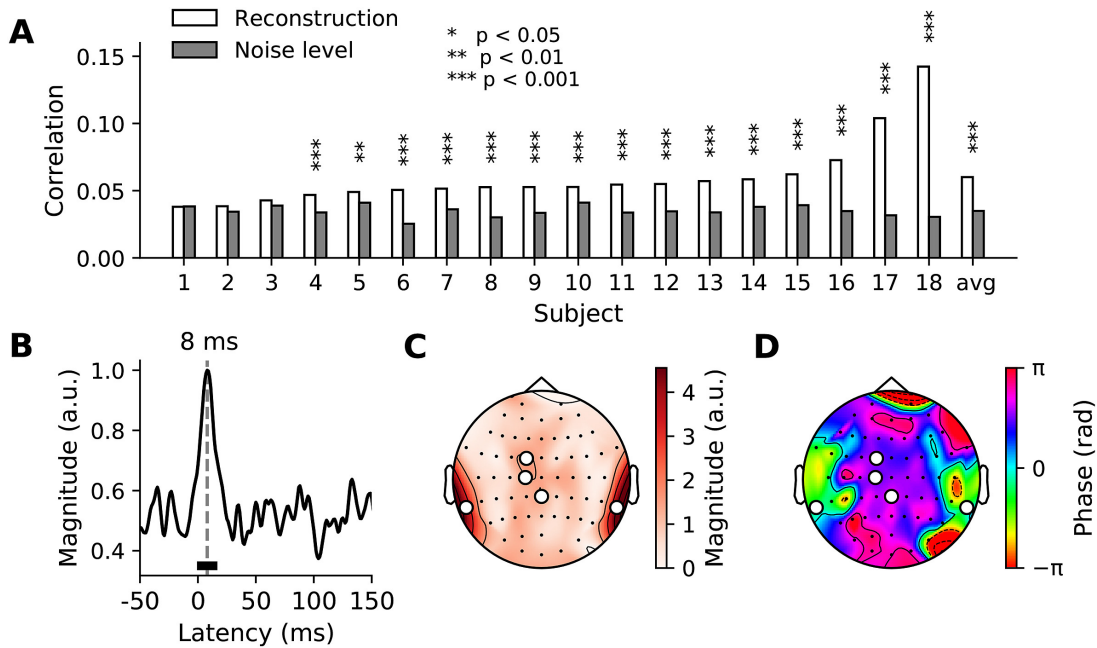 A
Reconstruction
Noise level
* p < 0.05
** p < 0.01
*** p < 0.001
Correlation
0.15
0.10
0.05
0.00
*** ** *** *** *** *** *** *** *** *** *** *** *** *** *** ***
1 2 3 4 5 6 7 8 9 10 11 12 13 14 15 16 17 18 avg
Subject
B
8 ms
Magnitude (a.u.)
1.0
0.8
0.6
0.4
-50 0 50 100 150
Latency (ms)
C
4
3
2
1
0
Magnitude (a.u.)
D
π
0
−π
Phase (rad)